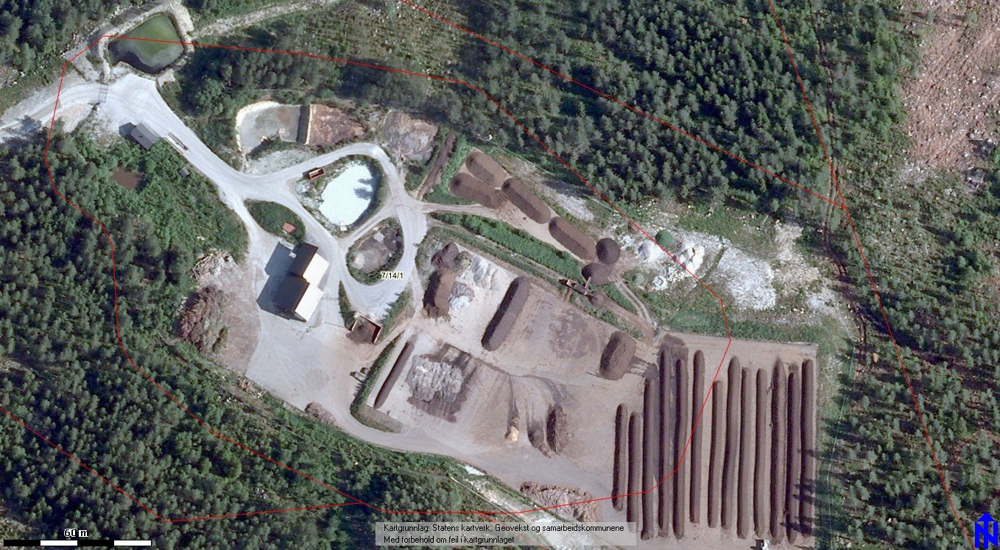 7/14/1
60 m
Kartgrunnlag: Statens kartverk, Geovekst og samarbeidskommunene
Med forbehold om feil i kartgrunnlaget
N